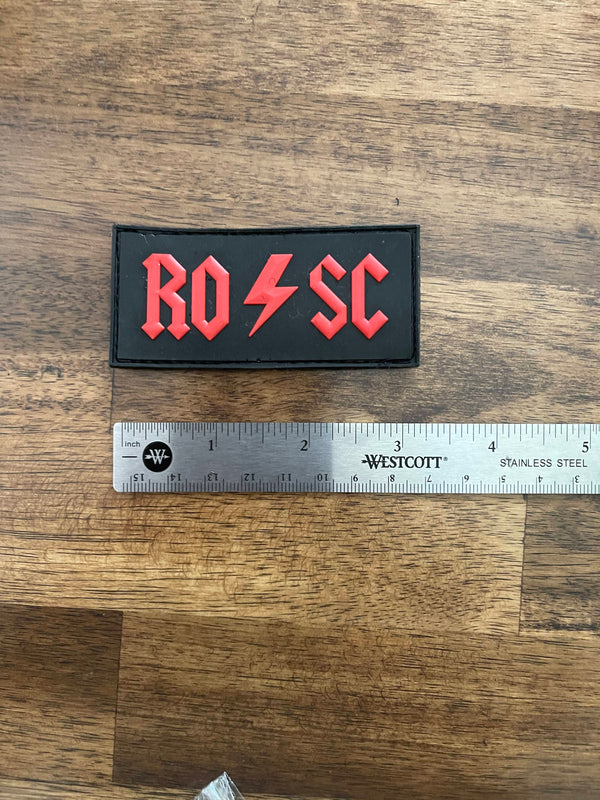 RO⚡SC
inch 1 2 3 4 5
W WESTCOTT® STAINLESS STEEL
15 14 13 12 11 10 9 8 7 6 5 4 3